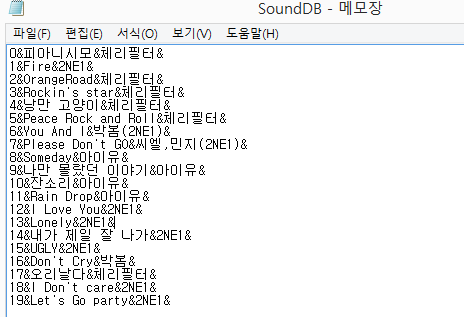 SoundDB - 메모장
파일(F) 편집(E) 서식(O) 보기(V) 도움말(H)
0&피아니시모&체리필터&
1&Fire&2NE1&
2&OrangeRoad&체리필터&
3&Rockin's star&체리필터&
4&낭만 고양이&체리필터&
5&Peace Rock and Roll&체리필터&
6&You And I&박봄(2NE1)&
7&Please Don't GO&씨엘,민지(2NE1)&
8&Someday&아이유&
9&나만 몰랐던 이야기&아이유&
10&잔소리&아이유&
11&Rain Drop&아이유&
12&I Love You&2NE1&
13&Lonely&2NE1&
14&내가 제일 잘 나가&2NE1&
15&UGLY&2NE1&
16&Don't Cry&박봄&
17&오리날다&체리필터&
18&I Don't care&2NE1&
19&Let's Go party&2NE1&